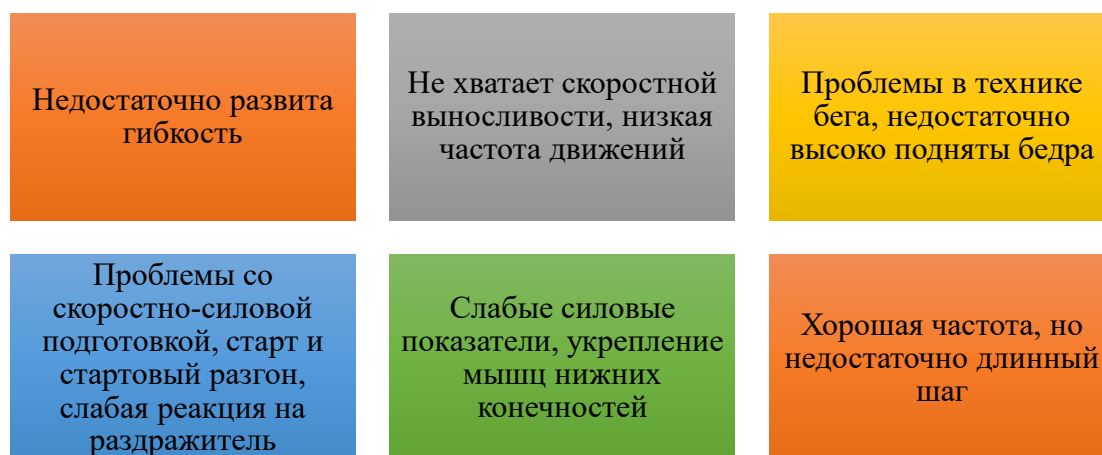 Недостаточно развита
гибкость
Не хватает скоростной
выносливости, низкая
частота движений
Проблемы в технике
бега, недостаточно
высоко подняты бедра
Проблемы со
скоростно-силовой
подготовкой, старт и
стартовый разгон,
слабая реакция на
раздражитель
Слабые силовые
показатели, укрепление
мышц нижних
конечностей
Хорошая частота, но
недостаточно длинный
шаг